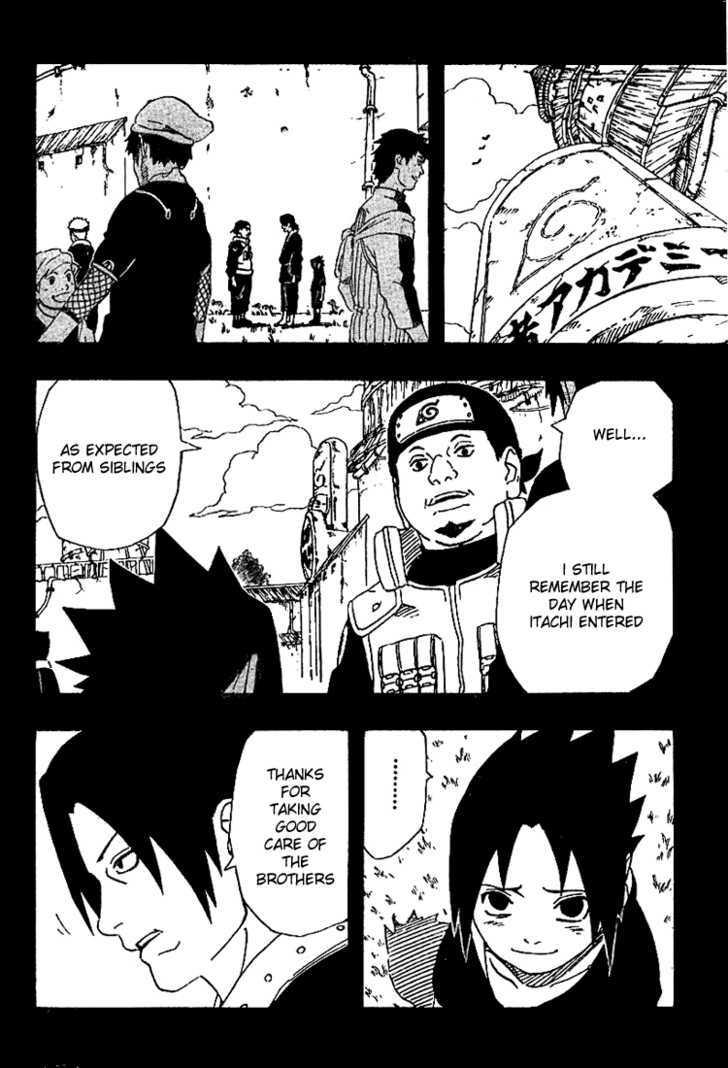 アカデミー
WELL...
I STILL
REMEMBER THE
DAY WHEN
ITACHI ENTERED
AS EXPECTED
FROM SIBLINGS
.........
THANKS
FOR
TAKING
GOOD
CARE OF
THE
BROTHERS